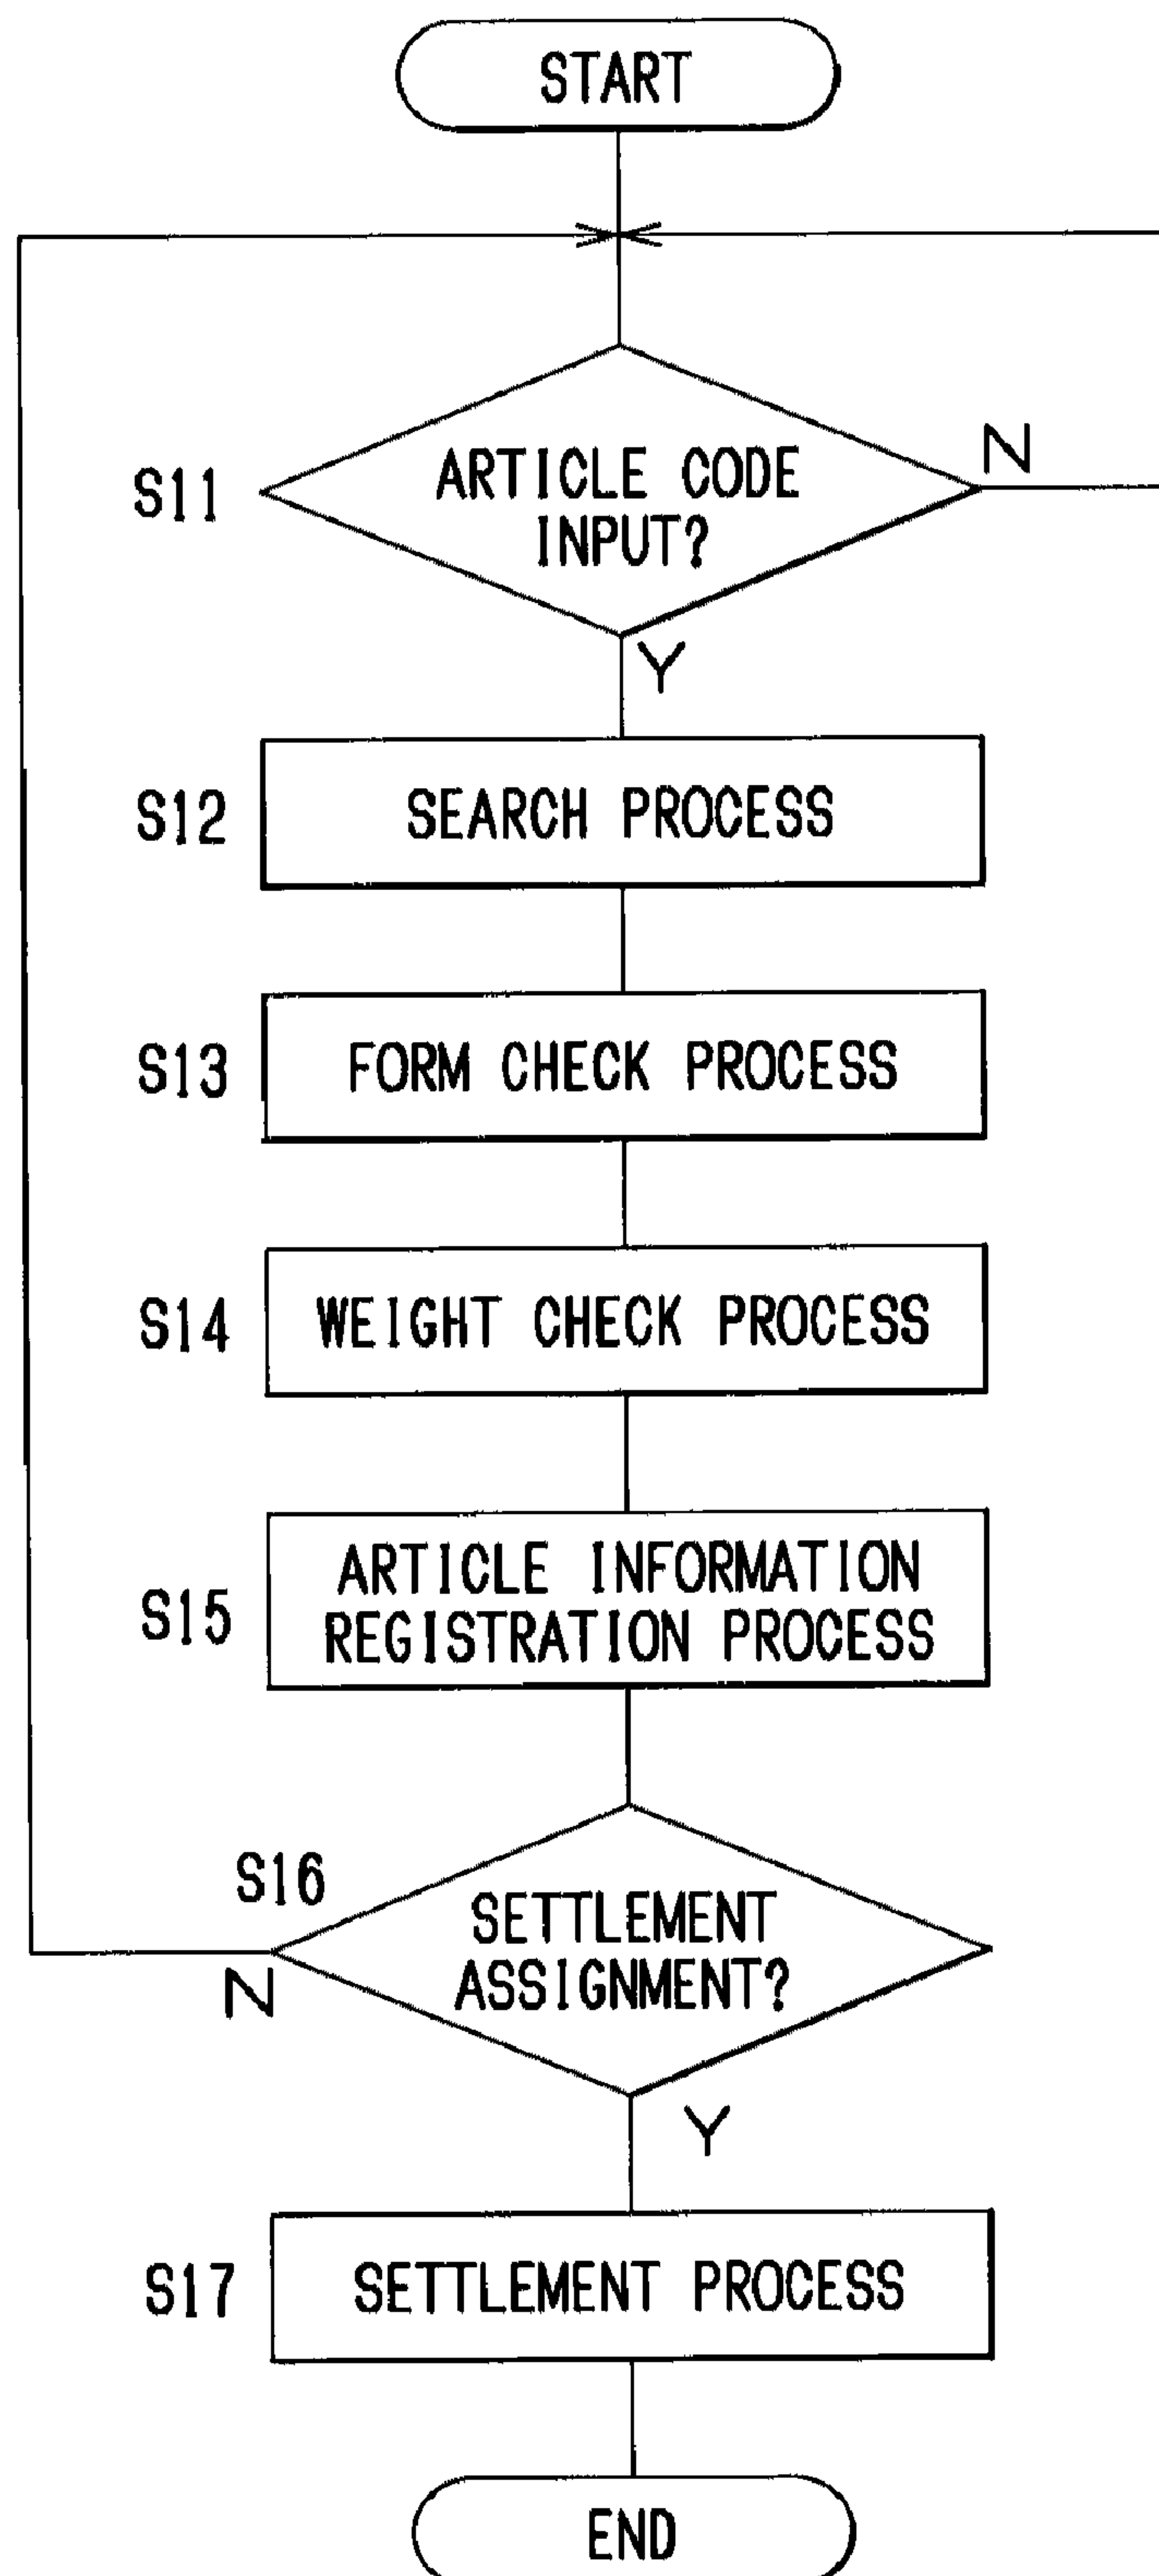 START
S11
ARTICLE CODE
INPUT?
N
Y
S12
SEARCH PROCESS
S13
FORM CHECK PROCESS
S14
WEIGHT CHECK PROCESS
S15
ARTICLE INFORMATION
REGISTRATION PROCESS
S16
SETTLEMENT
ASSIGNMENT?
N
Y
S17
SETTLEMENT PROCESS
END